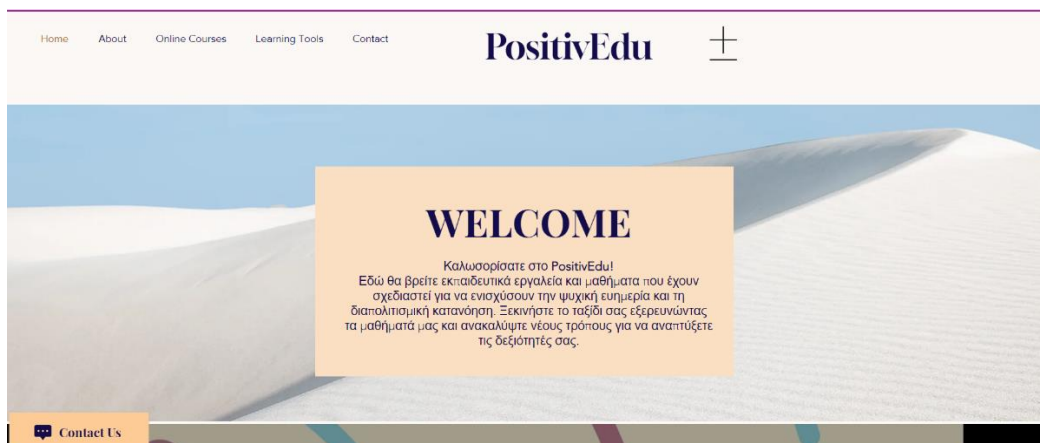 Home About Online Courses Learning Tools Contact
PositivEdu
WELCOME
Καλωσορίσατε στο PositivEdu!
Εδώ θα βρείτε εκπαιδευτικά εργαλεία και μαθήματα που έχουν
σχεδιαστεί για να ενισχύσουν την ψυχική ευημερία και τη
διαπολιτισμική κατανόηση. Ξεκινήστε το ταξίδι σας εξερευνώντας
τα μαθήματά μας και ανακαλύψτε νέους τρόπους για να αναπτύξετε
τις δεξιότητές σας.
Contact Us